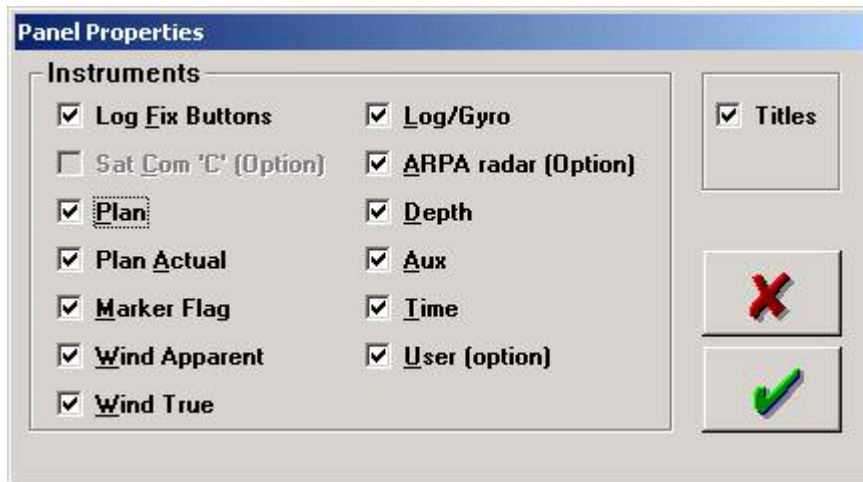 Panel Properties
Instruments
Log Fix Buttons
Sat Com 'C' (Option)
Plan
Plan Actual
Marker Flag
Wind Apparent
Wind True
Log/Gyro
ARPA radar (Option)
Depth
Aux
Time
User (option)
Titles